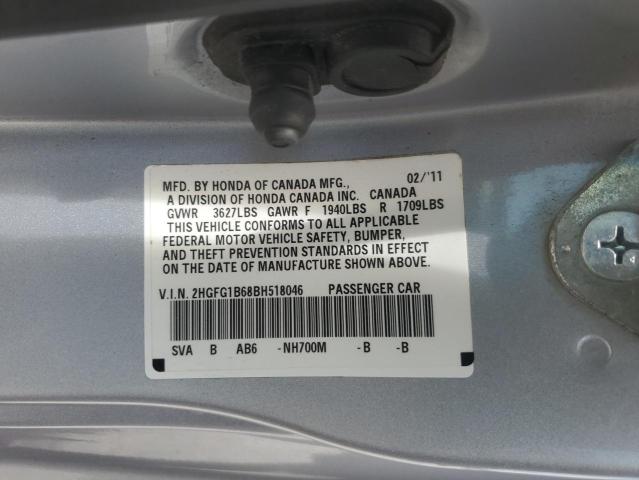 MFD. BY HONDA OF CANADA MFG., 02/'11
A DIVISION OF HONDA CANADA INC. CANADA
GVWR 3627LBS GAWR F 1940LBS R 1709LBS
THIS VEHICLE CONFORMS TO ALL APPLICABLE
FEDERAL MOTOR VEHICLE SAFETY, BUMPER,
AND THEFT PREVENTION STANDARDS IN EFFECT
ON THE DATE OF MANUFACTURE SHOWN ABOVE.
V.I.N. 2HGFG1B68BH518046 PASSENGER CAR
SVA B AB6 -NH700M -B -B